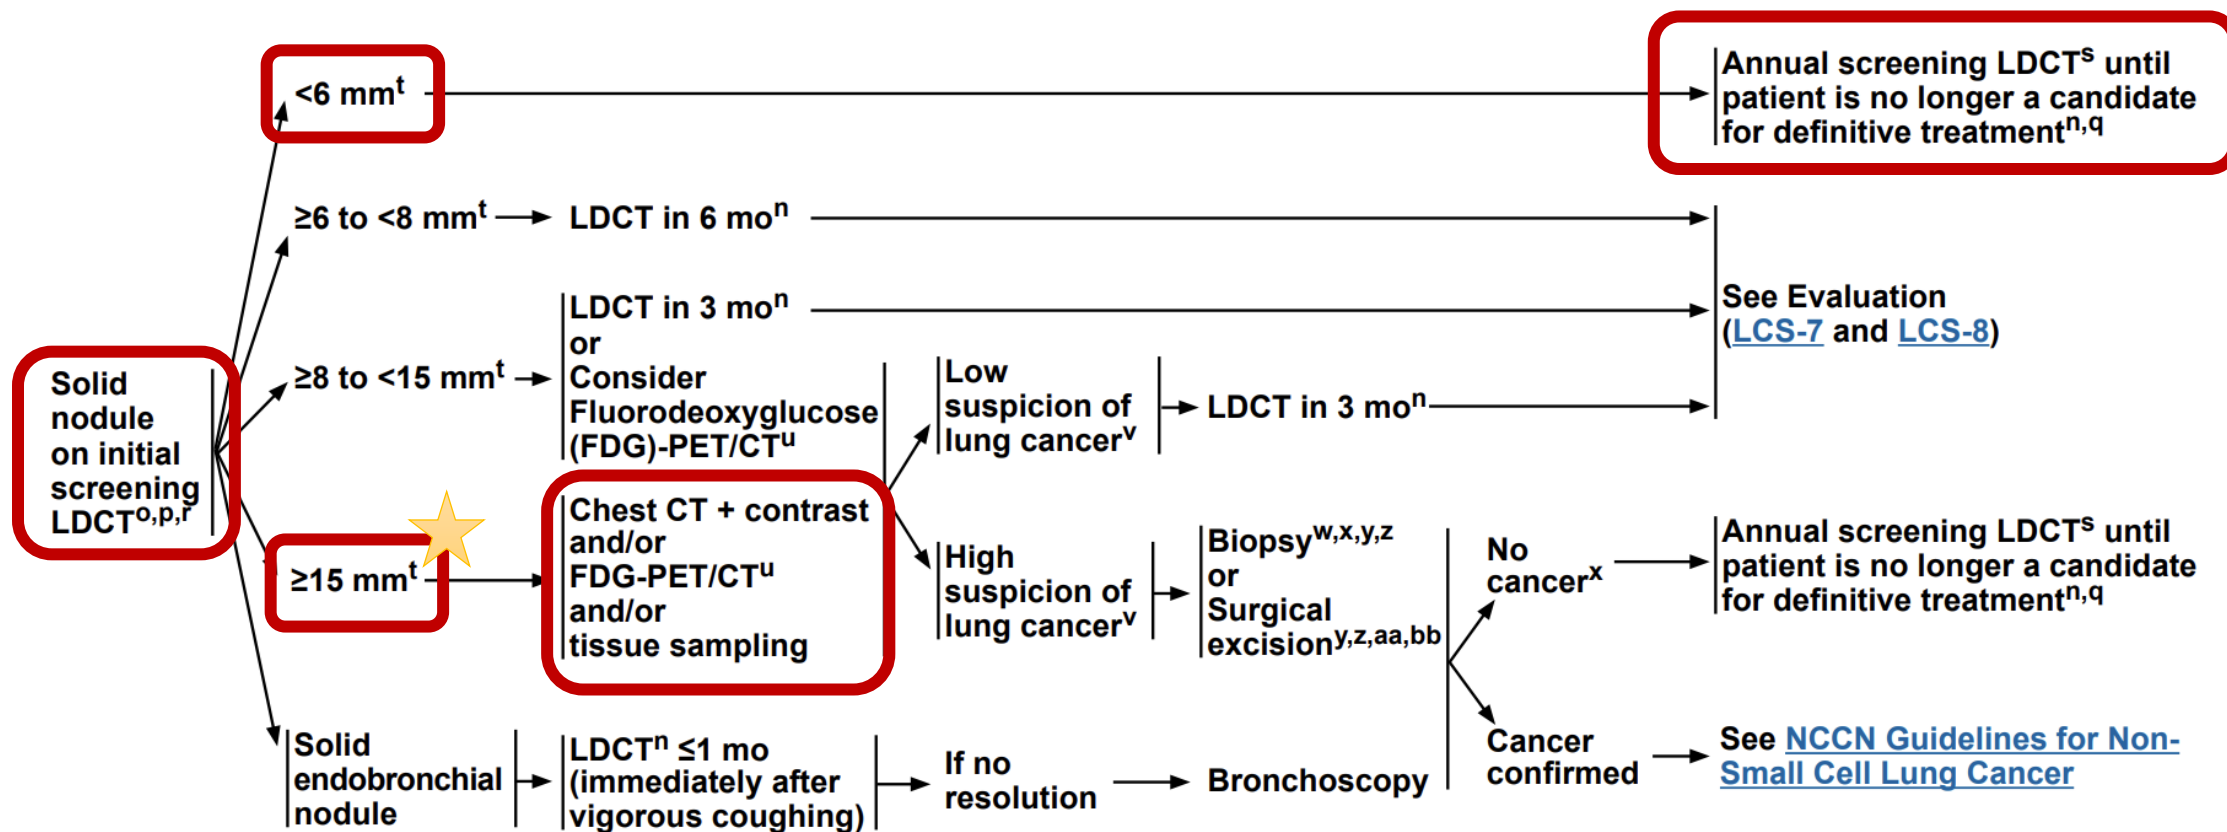 Solid
nodule
on initial
screening
LDCTo,p,r
<6 mmt
Annual screening LDCTs until
patient is no longer a candidate
for definitive treatmentn,q
≥6 to <8 mmt
LDCT in 6 mon
≥8 to <15 mmt
LDCT in 3 mon
or
Consider
Fluorodeoxyglucose
(FDG)-PET/CTu
Low
suspicion of
lung cancerv
LDCT in 3 mon
See Evaluation
(LCS-7 and LCS-8)
≥15 mmt
Chest CT + contrast
and/or
FDG-PET/CTu
and/or
tissue sampling
High
suspicion of
lung cancerv
Biopsyw,x,y,z
or
Surgical
excisiony,z,aa,bb
No
cancerx
Annual screening LDCTs until
patient is no longer a candidate
for definitive treatmentn,q
Solid
endobronchial
nodule
LDCTn ≤1 mo
(immediately after
vigorous coughing)
If no
resolution
Bronchoscopy
Cancer
confirmed
See NCCN Guidelines for Non-
Small Cell Lung Cancer